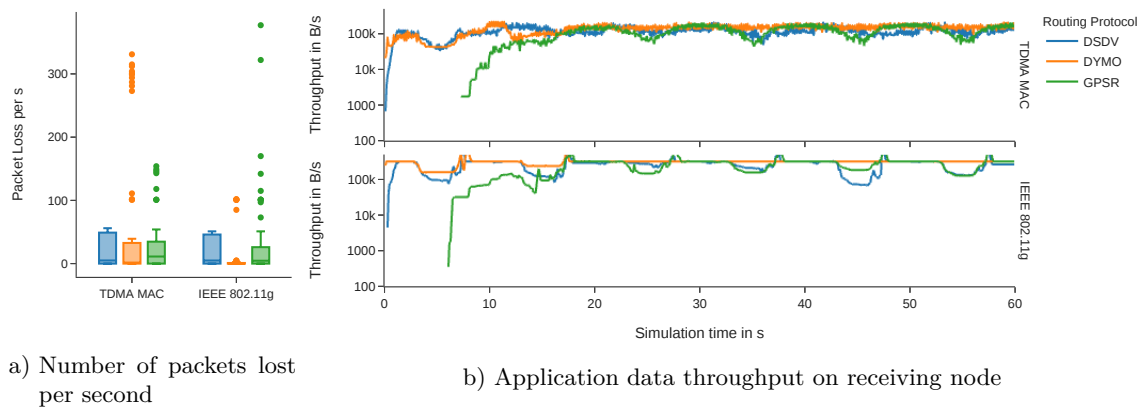 Packet Loss per s
300
200
100
0
TDMA MAC
IEEE 802.11g
a) Number of packets lost
per second
Throughput in B/s
100k
10k
1000
100
TDMA MAC
Throughput in B/s
100k
10k
1000
100
IEEE 802.11g
0
10
20
30
40
50
60
Simulation time in s
Routing Protocol
DSDV
DYMO
GPSR
b) Application data throughput on receiving node